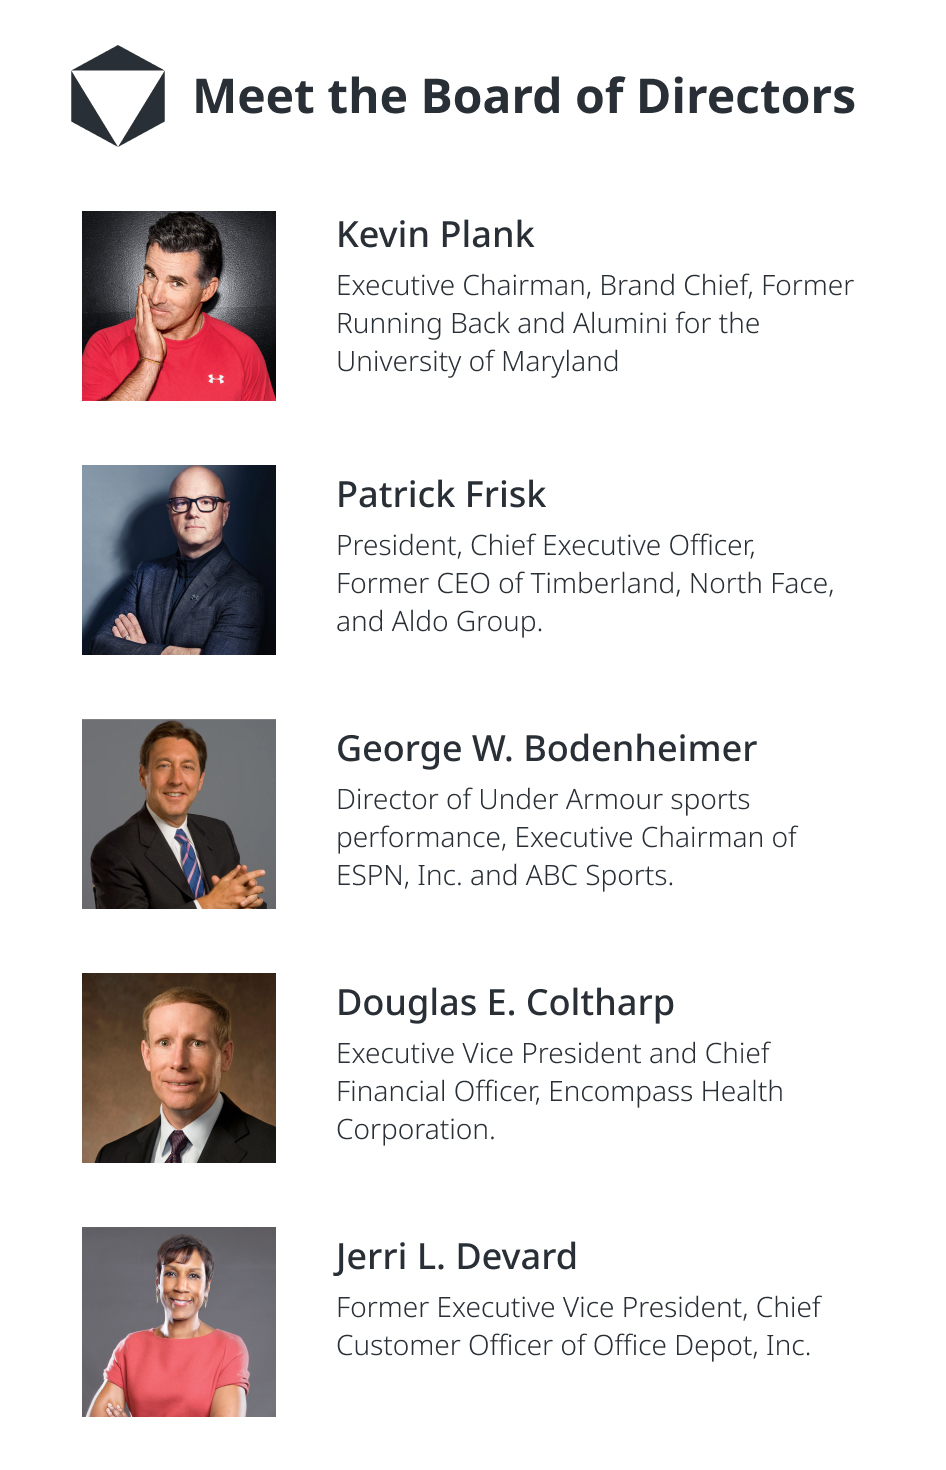 Meet the Board of Directors
Kevin Plank
Executive Chairman, Brand Chief, Former
Running Back and Alumini for the
University of Maryland
Patrick Frisk
President, Chief Executive Officer,
Former CEO of Timberland, North Face,
and Aldo Group.
George W. Bodenheimer
Director of Under Armour sports
performance, Executive Chairman of
ESPN, Inc. and ABC Sports.
Douglas E. Coltharp
Executive Vice President and Chief
Financial Officer, Encompass Health
Corporation.
Jerri L. Devard
Former Executive Vice President, Chief
Customer Officer of Office Depot, Inc.